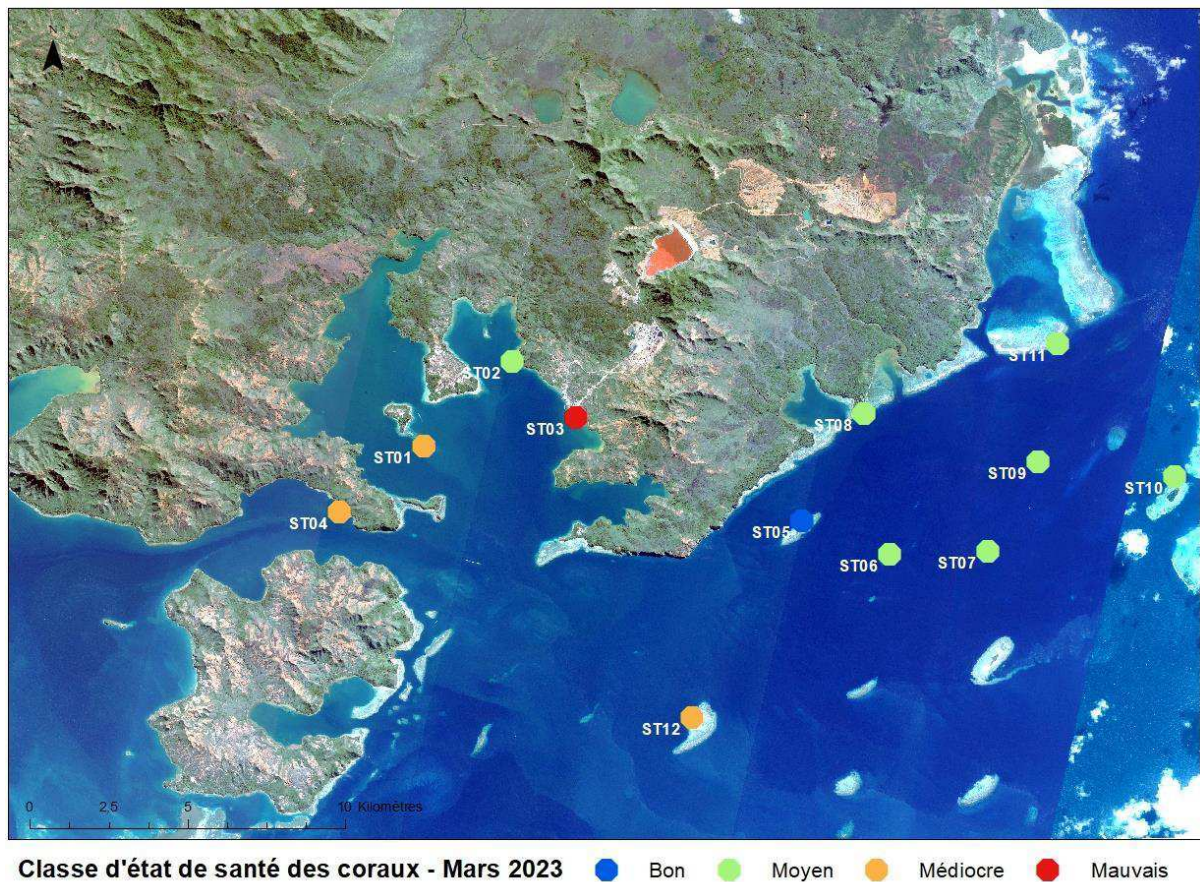 N
ST11
ST02
ST08
ST03
ST01
ST09
ST10
ST04
ST05
ST06
ST07
ST12
0 2,5 5 10 Kilomètres
Classe d'état de santé des coraux - Mars 2023 Bon Moyen Médiocre Mauvais